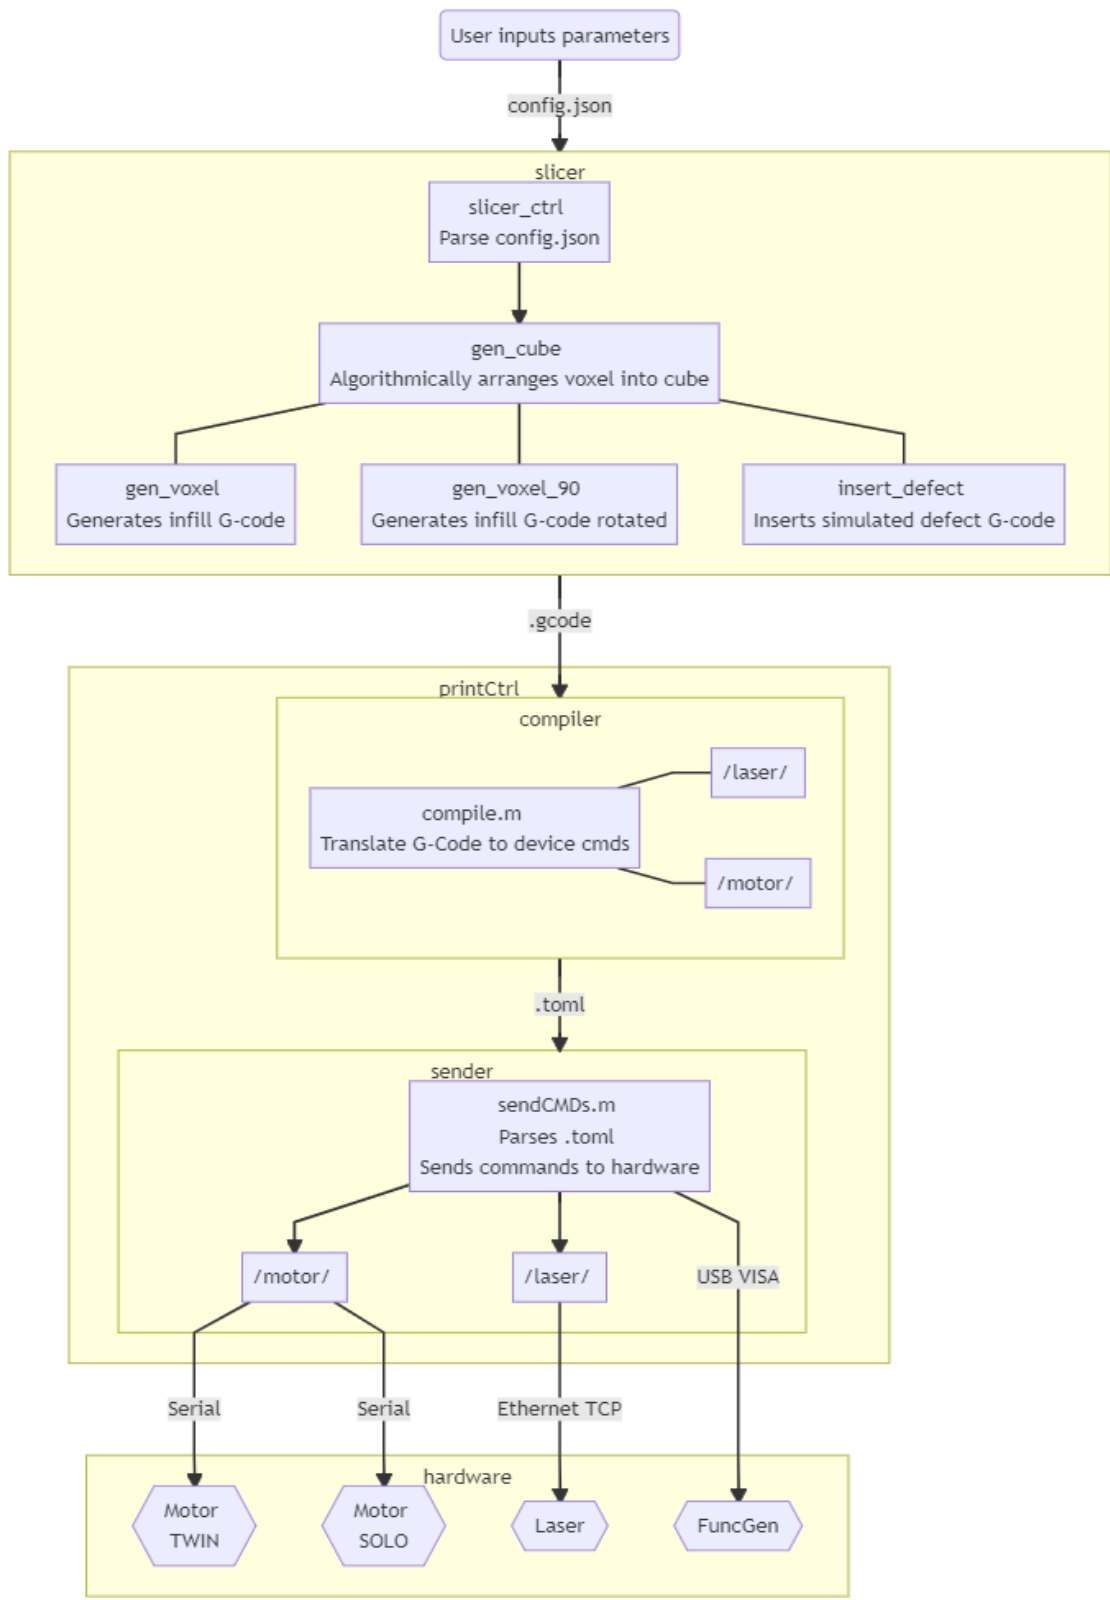 User inputs parameters
config.json
slicer
slicer_ctrl
Parse config.json
gen_cube
Algorithmically arranges voxel into cube
gen_voxel
Generates infill G-code
gen_voxel_90
Generates infill G-code rotated
insert_defect
Inserts simulated defect G-code
.gcode
printCtrl
compiler
/laser/
compile.m
Translate G-Code to device cmds
/motor/
.toml
sender
sendCMDs.m
Parses .toml
Sends commands to hardware
/motor/
/laser/
USB VISA
Serial
Serial
Ethernet TCP
hardware
Motor
TWIN
Motor
SOLO
Laser
FuncGen